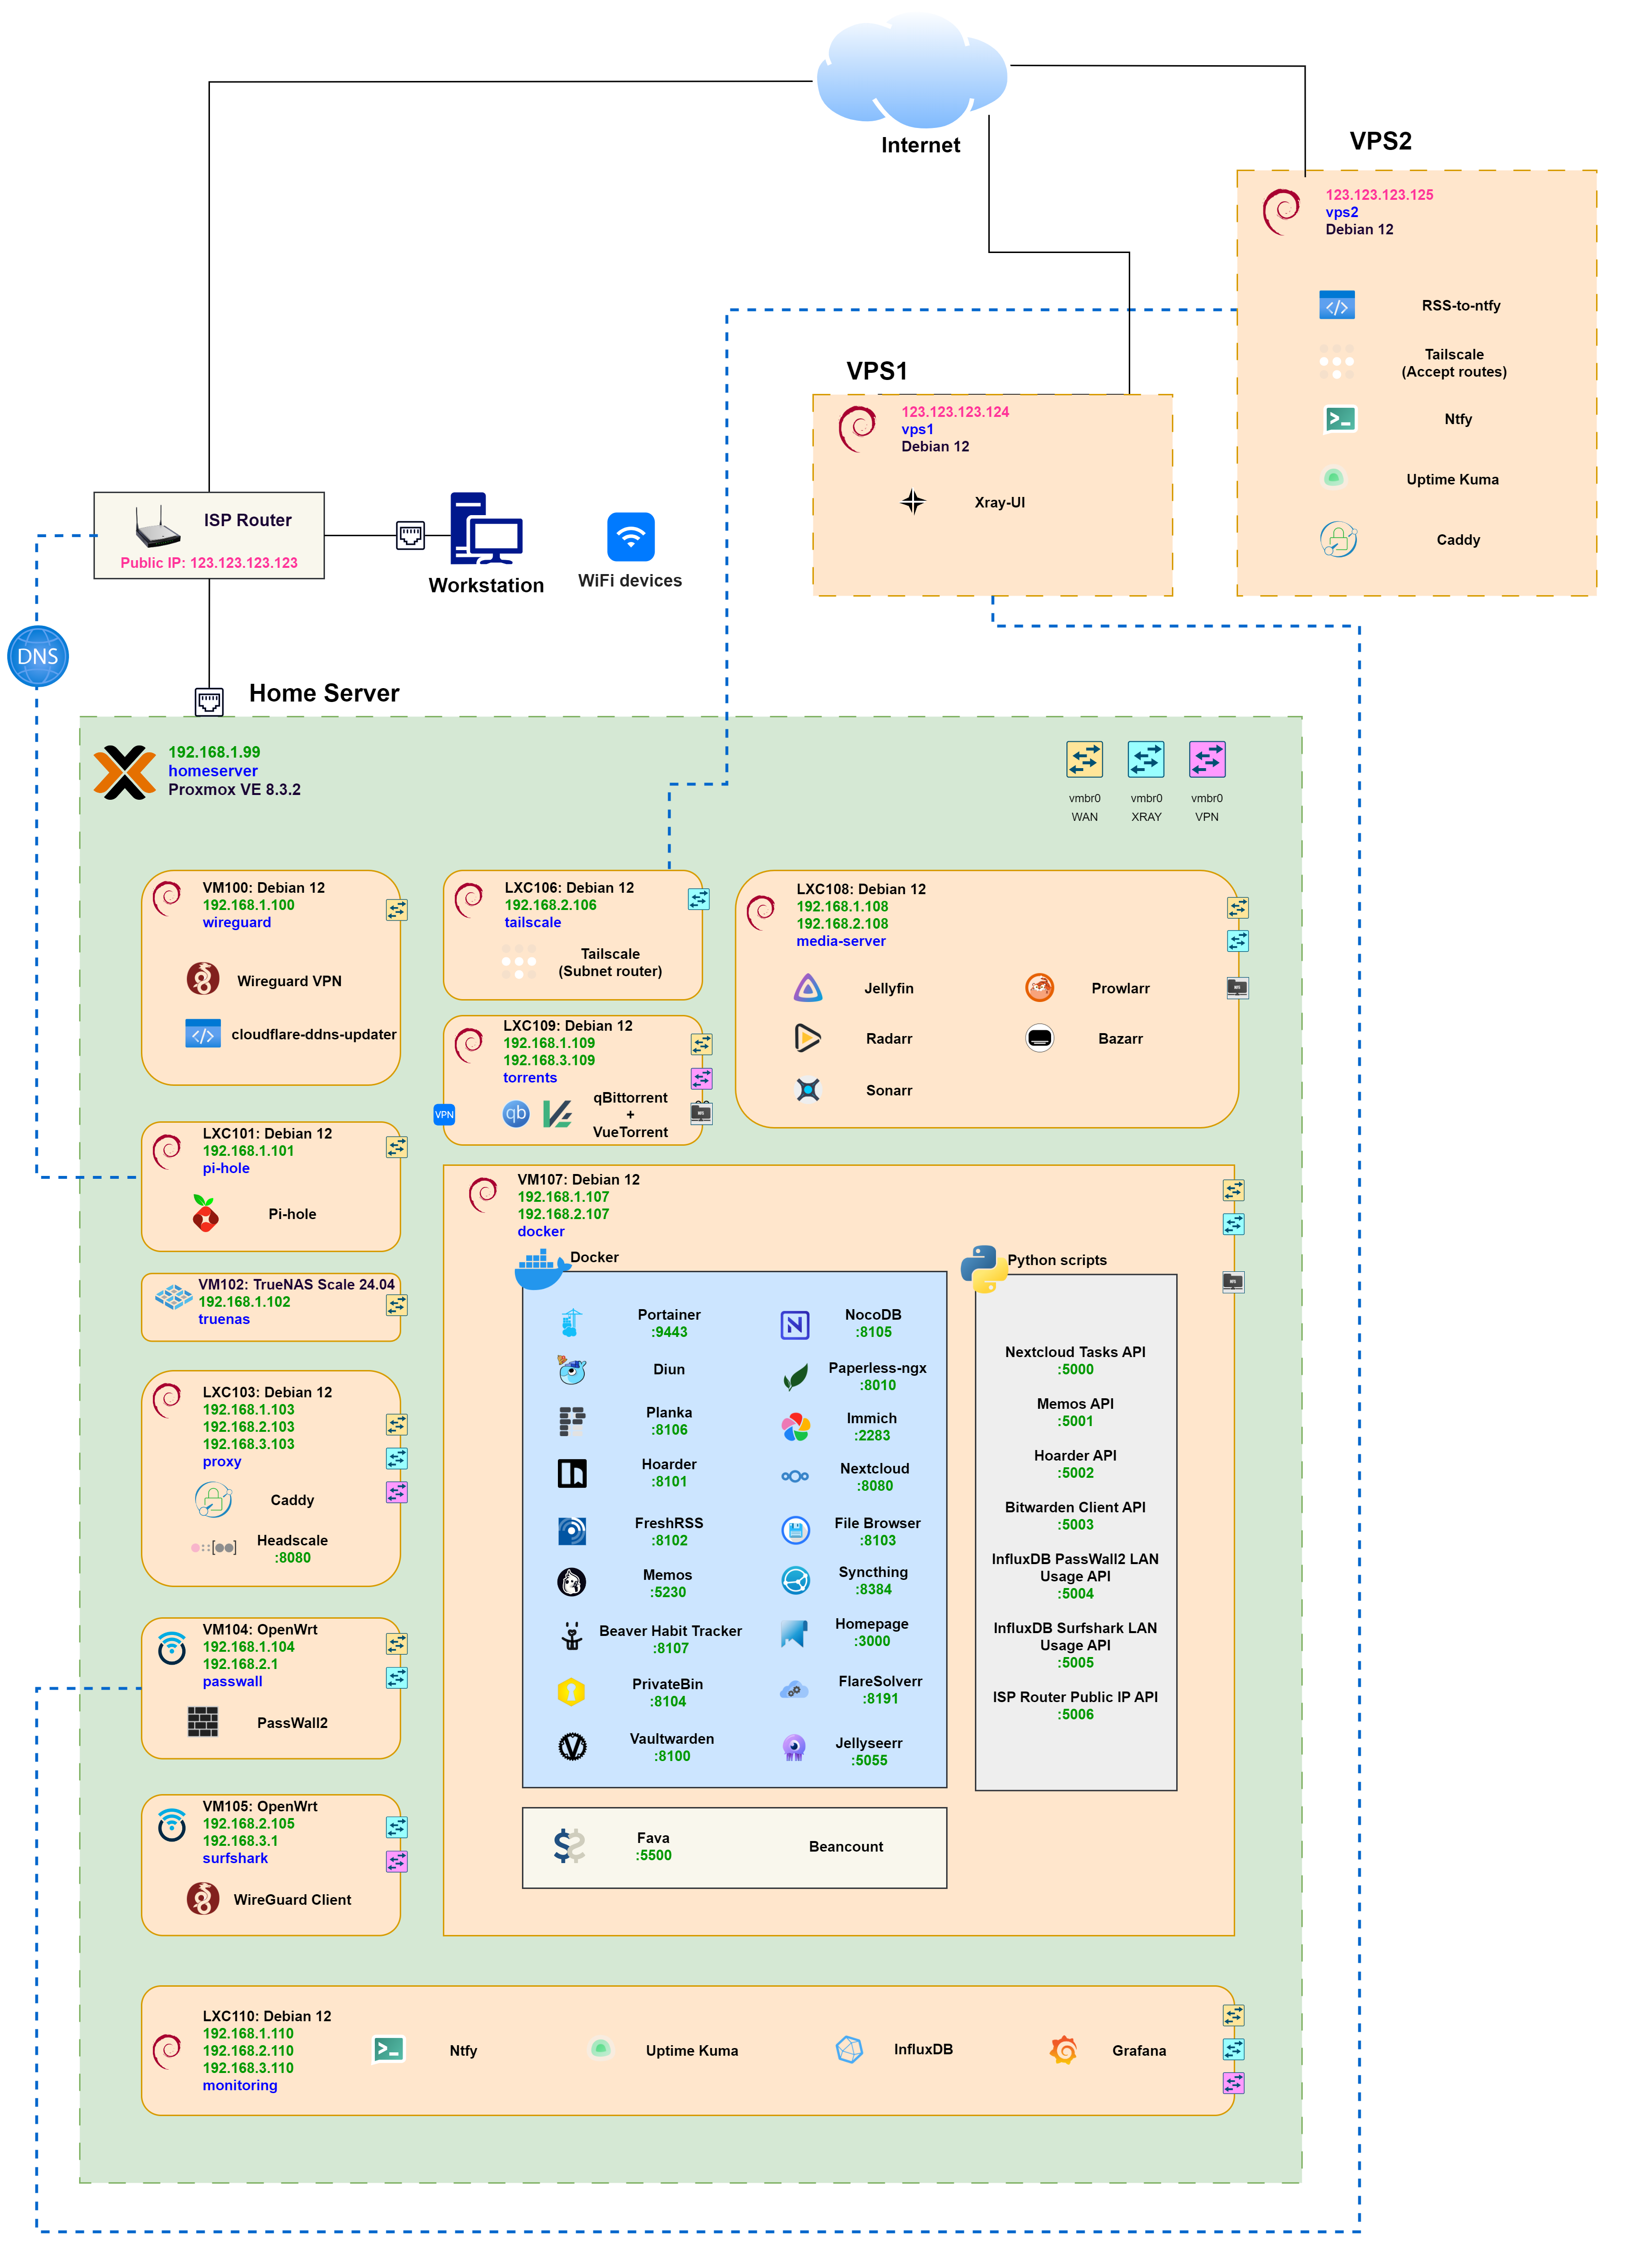 Internet
VPS2
123.123.123.125
vps2
Debian 12
RSS-to-ntfy
Tailscale
(Accept routes)
Ntfy
Uptime Kuma
Caddy
VPS1
123.123.123.124
vps1
Debian 12
Xray-UI
ISP Router
Public IP: 123.123.123.123
Workstation
WiFi devices
DNS
Home Server
192.168.1.99
homeserver
Proxmox VE 8.3.2
vmbr0
WAN
vmbr0
XRAY
vmbr0
VPN
VM100: Debian 12
192.168.1.100
wireguard
Wireguard VPN
cloudflare-ddns-updater
LXC106: Debian 12
192.168.2.106
tailscale
Tailscale
(Subnet router)
LXC108: Debian 12
192.168.1.108
192.168.2.108
media-server
Jellyfin
Prowlarr
Radarr
Bazarr
Sonarr
NFS
LXC109: Debian 12
192.168.1.109
192.168.3.109
torrents
VPN
qb
qBittorrent
+
VueTorrent
NFS
LXC101: Debian 12
192.168.1.101
pi-hole
Pi-hole
VM102: TrueNAS Scale 24.04
192.168.1.102
truenas
LXC103: Debian 12
192.168.1.103
192.168.2.103
192.168.3.103
proxy
Caddy
Headscale
:8080
VM104: OpenWrt
192.168.1.104
192.168.2.1
passwall
PassWall2
VM105: OpenWrt
192.168.2.105
192.168.3.1
surfshark
WireGuard Client
VM107: Debian 12
192.168.1.107
192.168.2.107
docker
NFS
Docker
Portainer
:9443
NocoDB
:8105
Diun
Paperless-ngx
:8010
Planka
:8106
Immich
:2283
Hoarder
:8101
Nextcloud
:8080
FreshRSS
:8102
File Browser
:8103
Memos
:5230
Syncthing
:8384
Beaver Habit Tracker
:8107
Homepage
:3000
PrivateBin
:8104
FlareSolverr
:8191
Vaultwarden
:8100
Jellyseerr
:5055
Fava
:5500
Beancount
Python scripts
Nextcloud Tasks API
:5000
Memos API
:5001
Hoarder API
:5002
Bitwarden Client API
:5003
InfluxDB PassWall2 LAN
Usage API
:5004
InfluxDB Surfshark LAN
Usage API
:5005
ISP Router Public IP API
:5006
LXC110: Debian 12
192.168.1.110
192.168.2.110
192.168.3.110
monitoring
Ntfy
Uptime Kuma
InfluxDB
Grafana